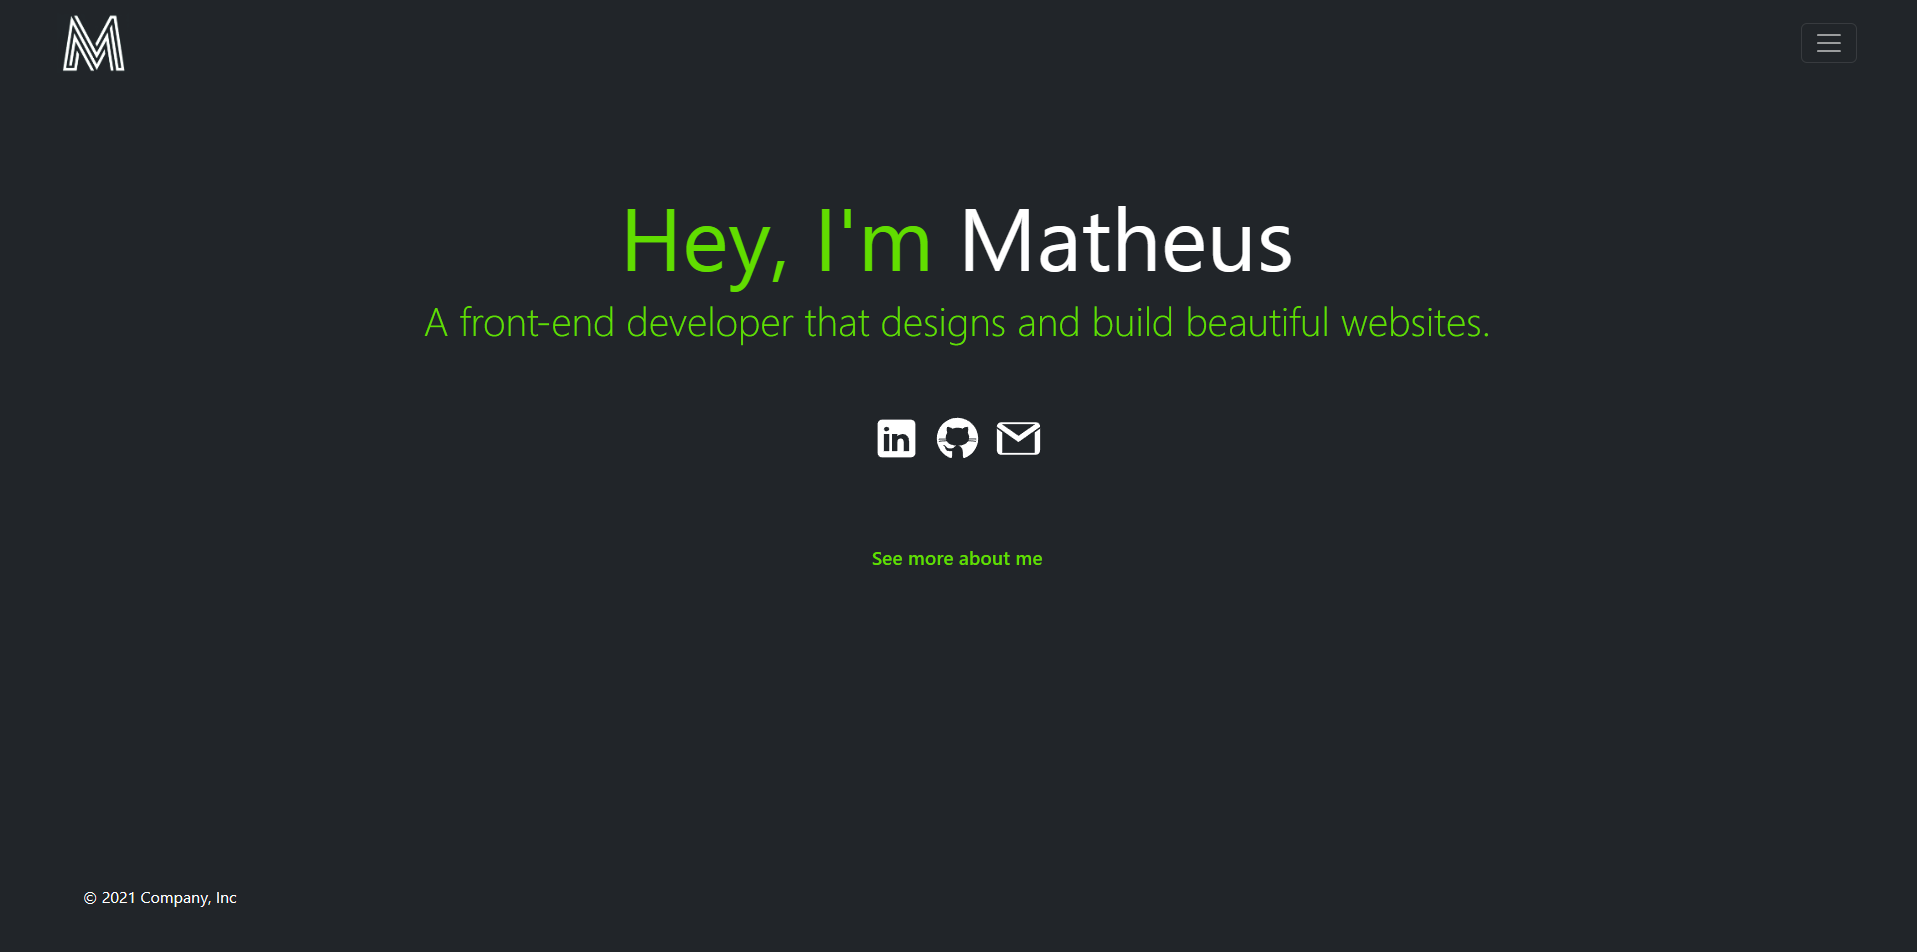 M
Hey, I'm Matheus
A front-end developer that designs and build beautiful websites.
in
See more about me
© 2021 Company, Inc